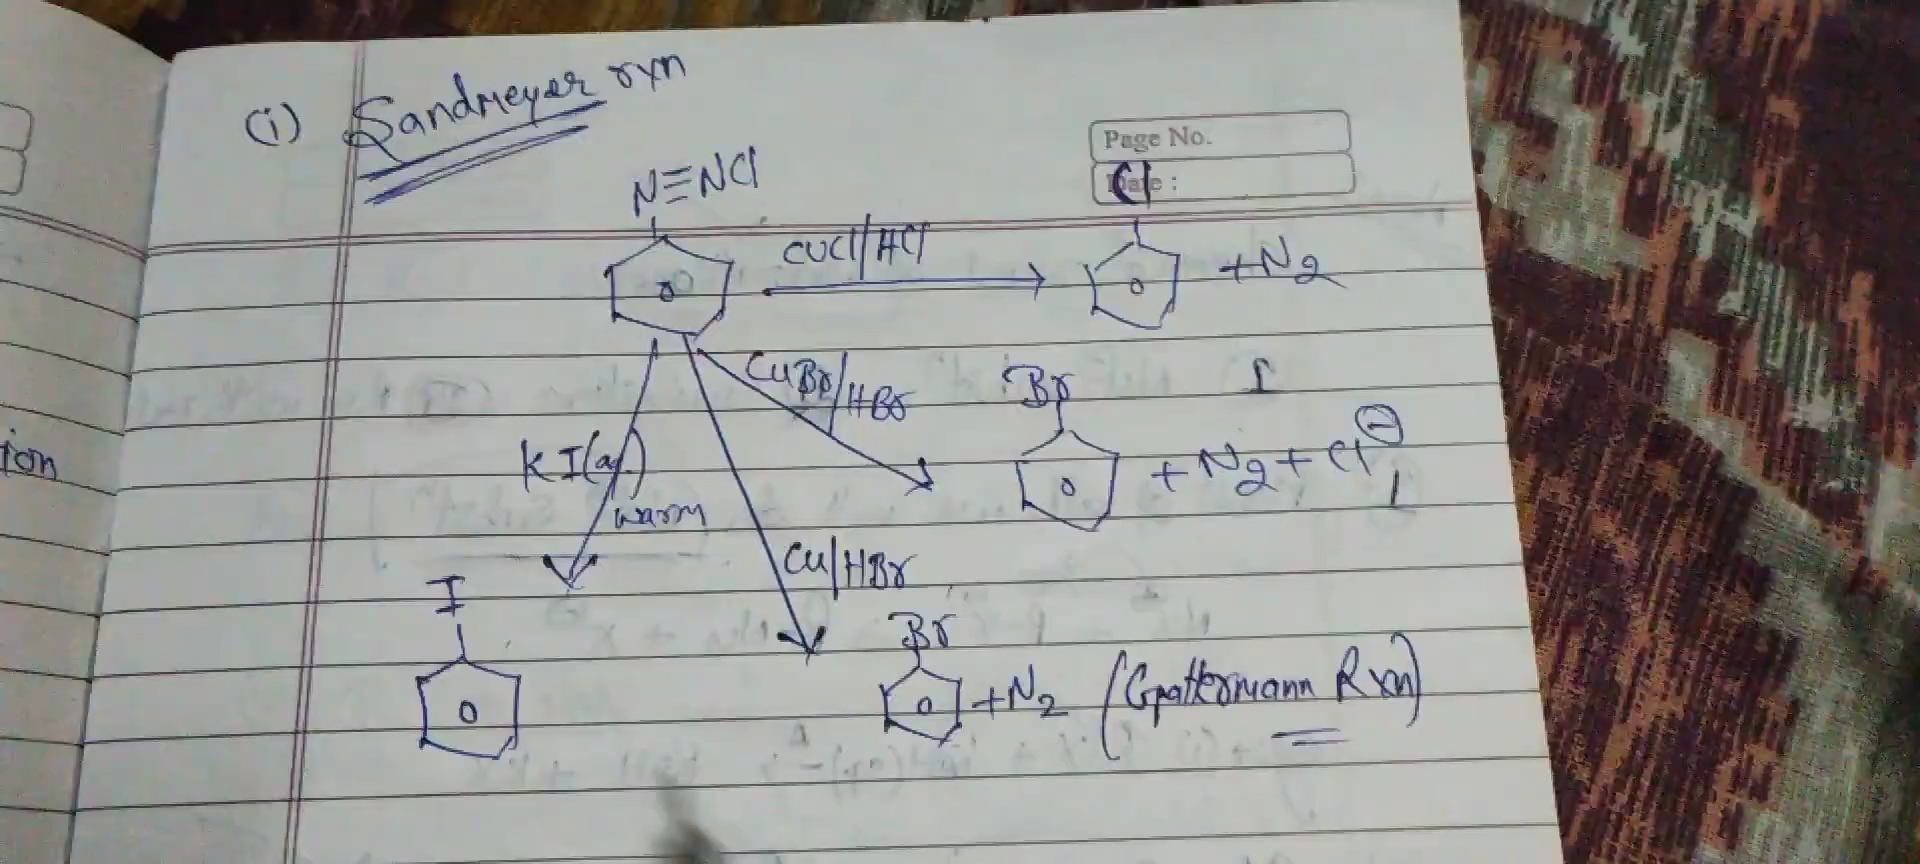 (i) Sandmeyer rxn
Page No.
Date :
N≡NCl
Cl
CuCl/HCl
+N2
CuBr/HBr
Br
I
+ N2 + Cl⊖
KI(aq.)
warm
ion
Cu/HBr
I
Br
+N2 (Gpattermann Rxn)